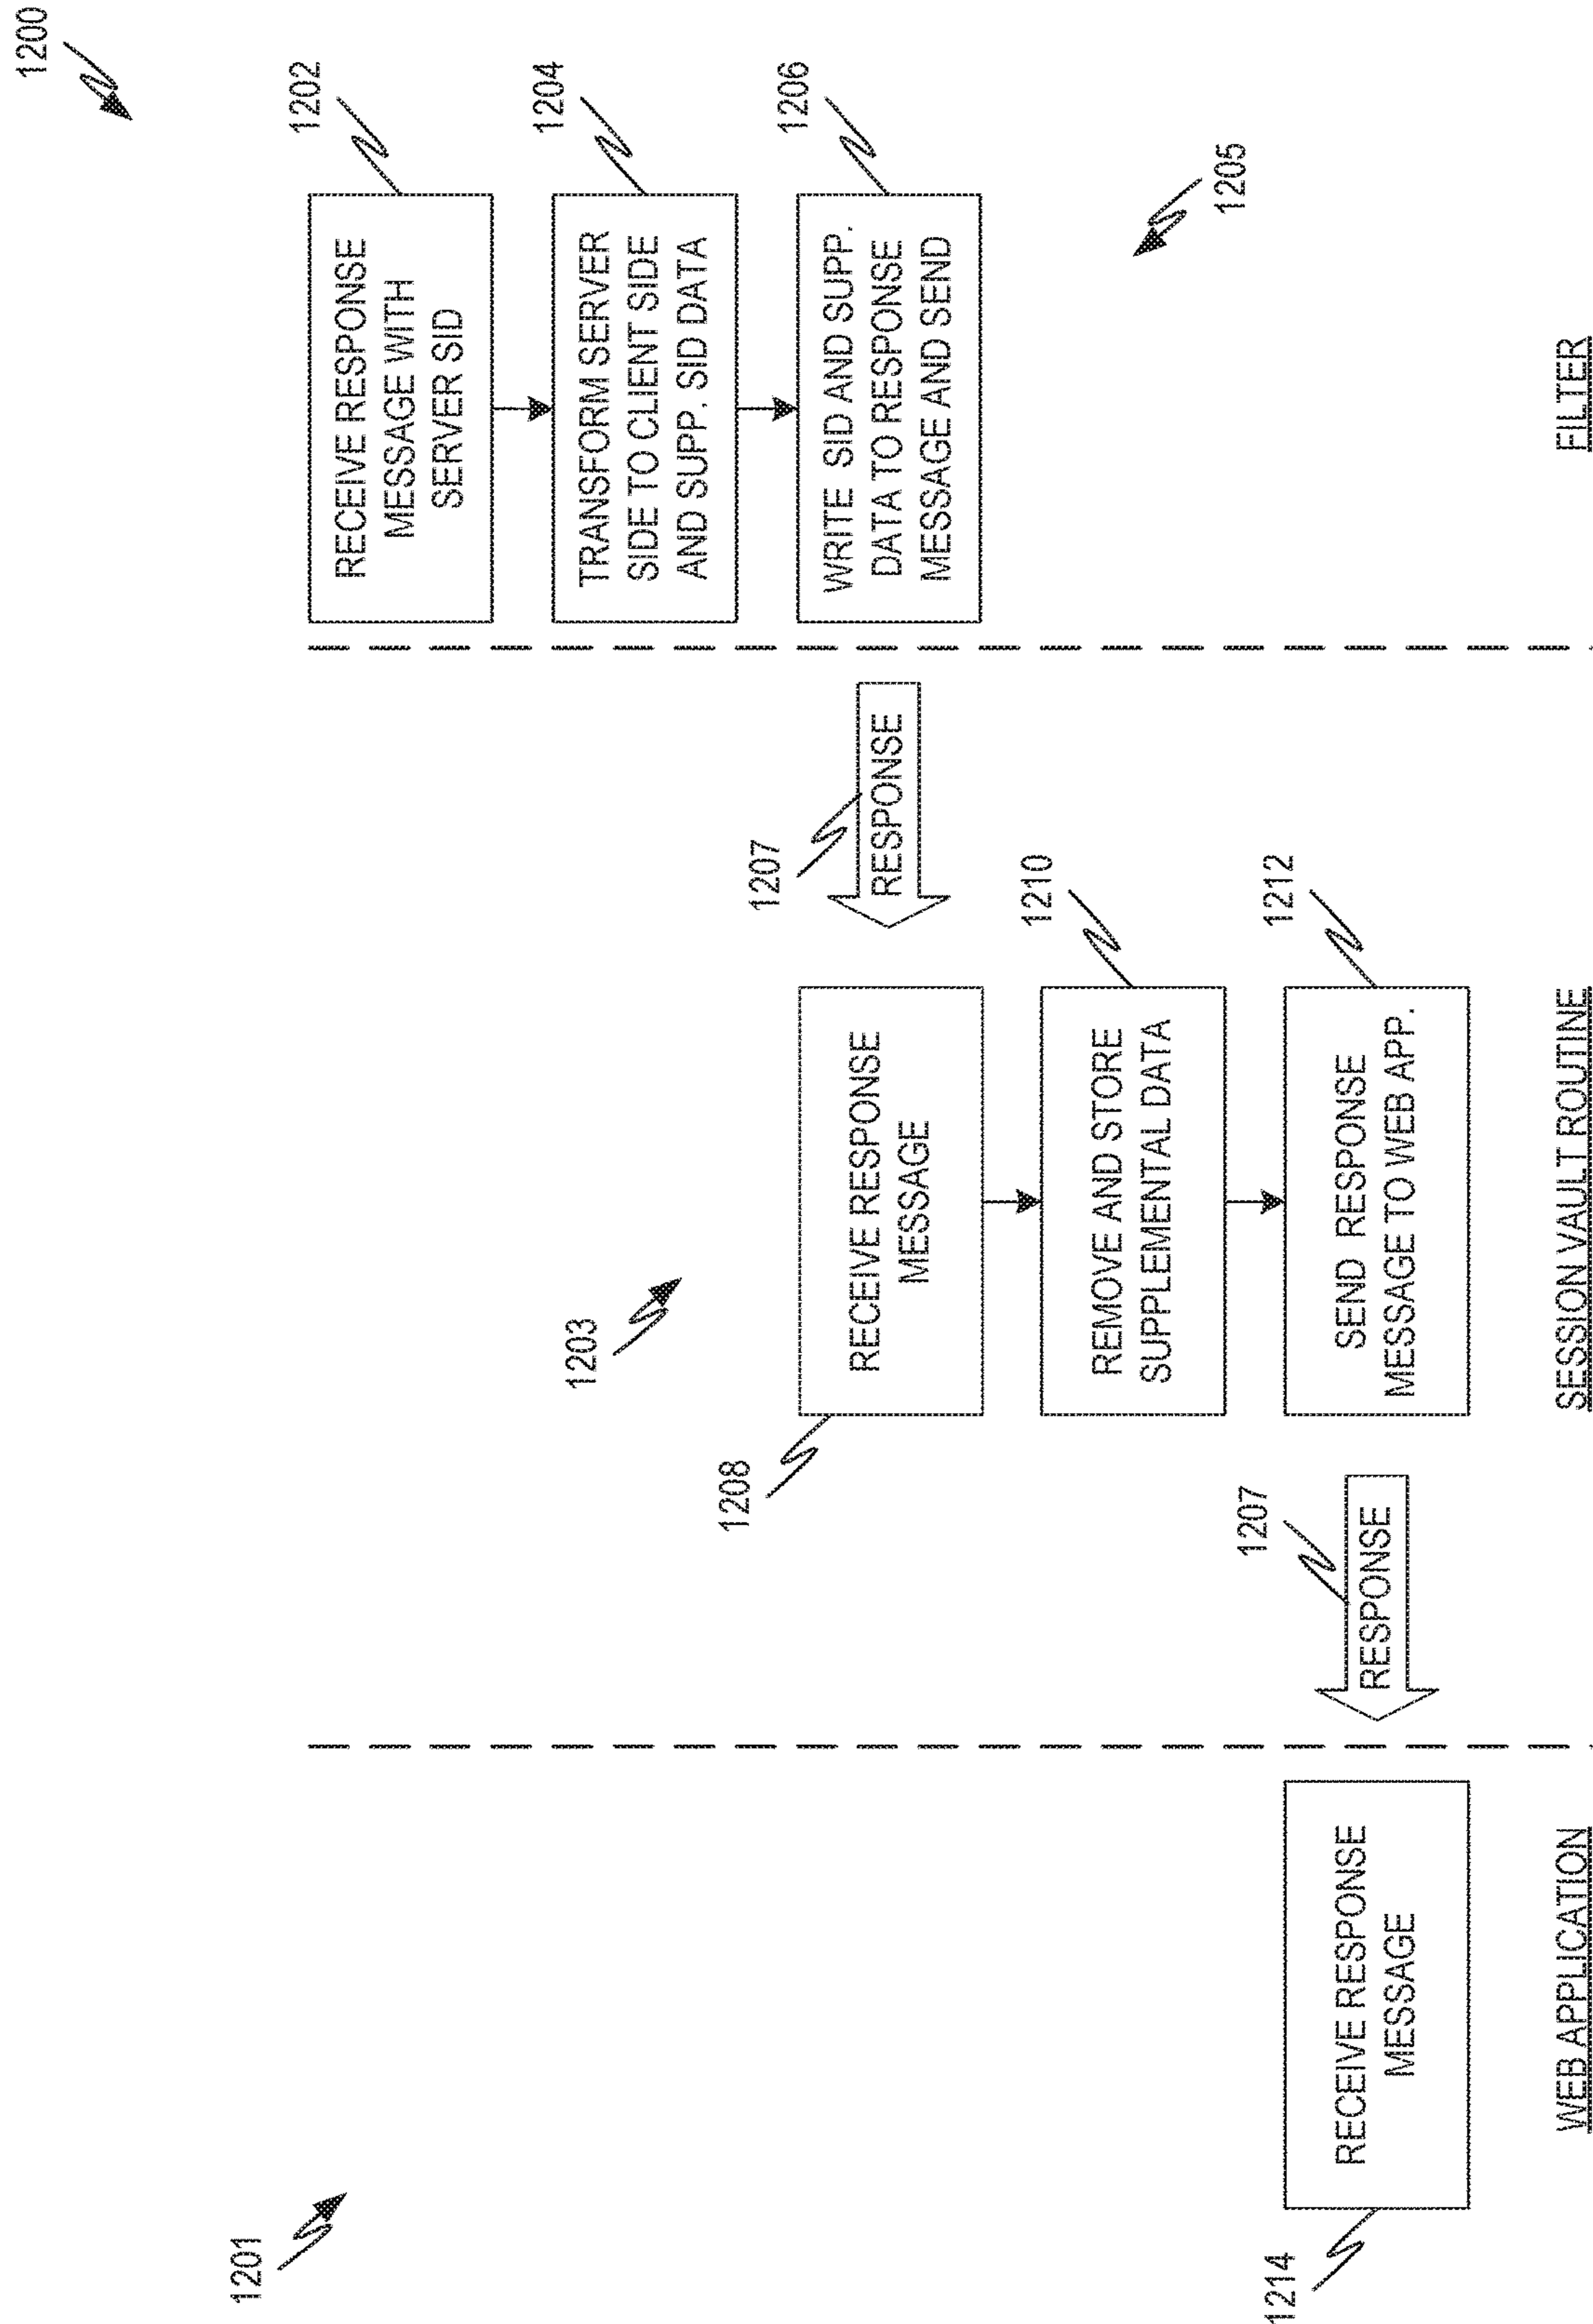 1200
1201
1203
1205
1202
RECEIVE RESPONSE
MESSAGE WITH
SERVER SID
1204
TRANSFORM SERVER
SIDE TO CLIENT SIDE
AND SUPP. SID DATA
1206
WRITE SID AND SUPP.
DATA TO RESPONSE
MESSAGE AND SEND
1207
RESPONSE
1208
RECEIVE RESPONSE
MESSAGE
1210
REMOVE AND STORE
SUPPLEMENTAL DATA
1212
SEND RESPONSE
MESSAGE TO WEB APP.
1207
RESPONSE
1214
RECEIVE RESPONSE
MESSAGE
WEB APPLICATION
SESSION VAULT ROUTINE
FILTER